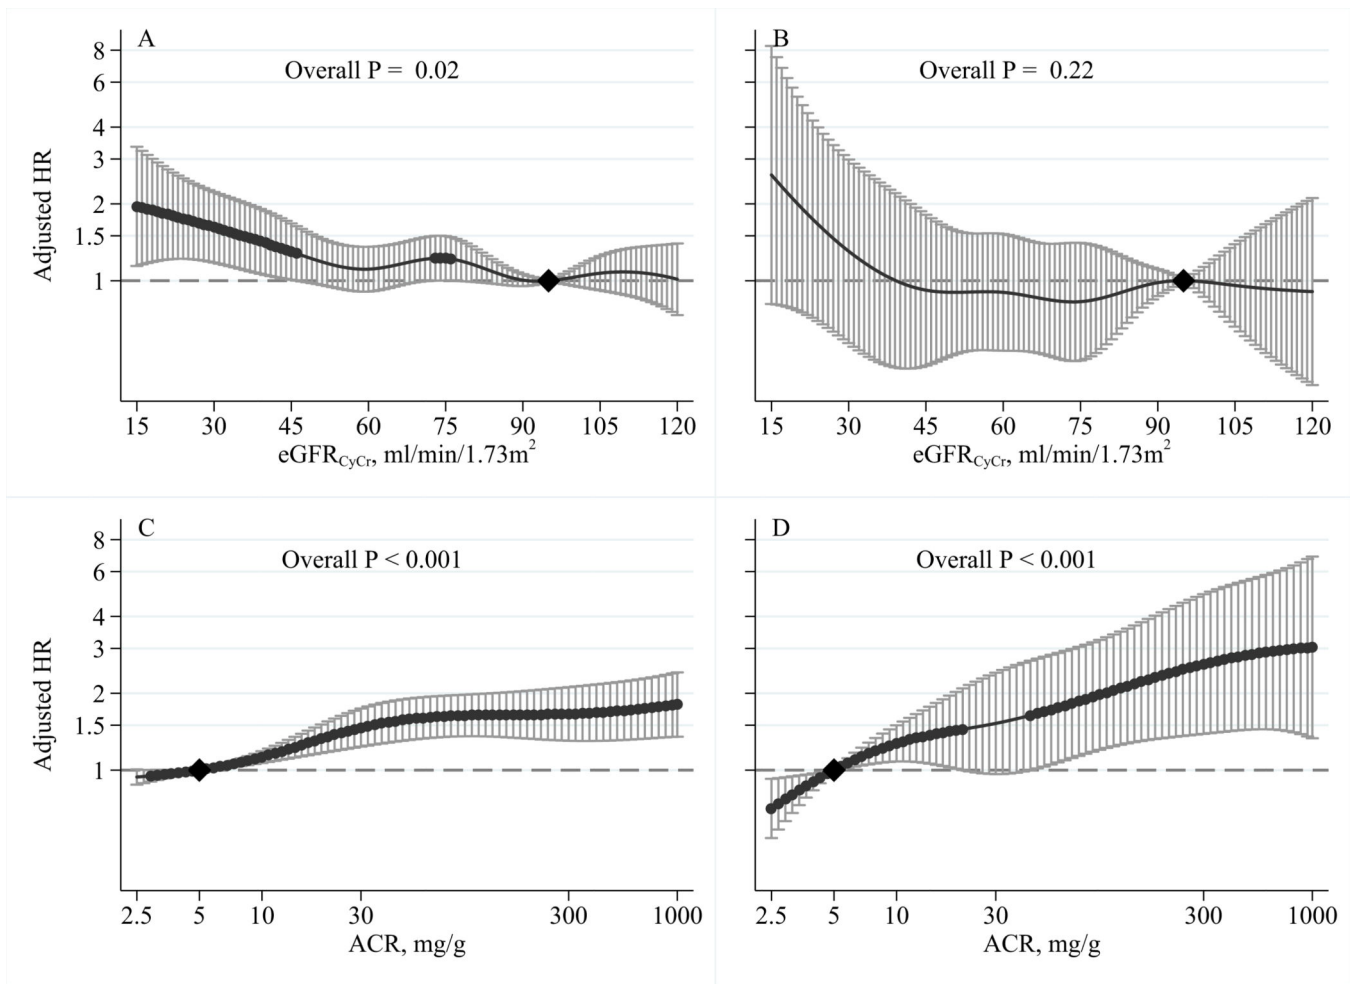 A
Overall P = 0.02
8
6
4
3
2
1.5
1
Adjusted HR
15 30 45 60 75 90 105 120
eGFRCyCr, ml/min/1.73m2
B
Overall P = 0.22
15 30 45 60 75 90 105 120
eGFRCyCr, ml/min/1.73m2
C
Overall P < 0.001
8
6
4
3
2
1.5
1
Adjusted HR
2.5 5 10 30 300 1000
ACR, mg/g
D
Overall P < 0.001
2.5 5 10 30 300 1000
ACR, mg/g